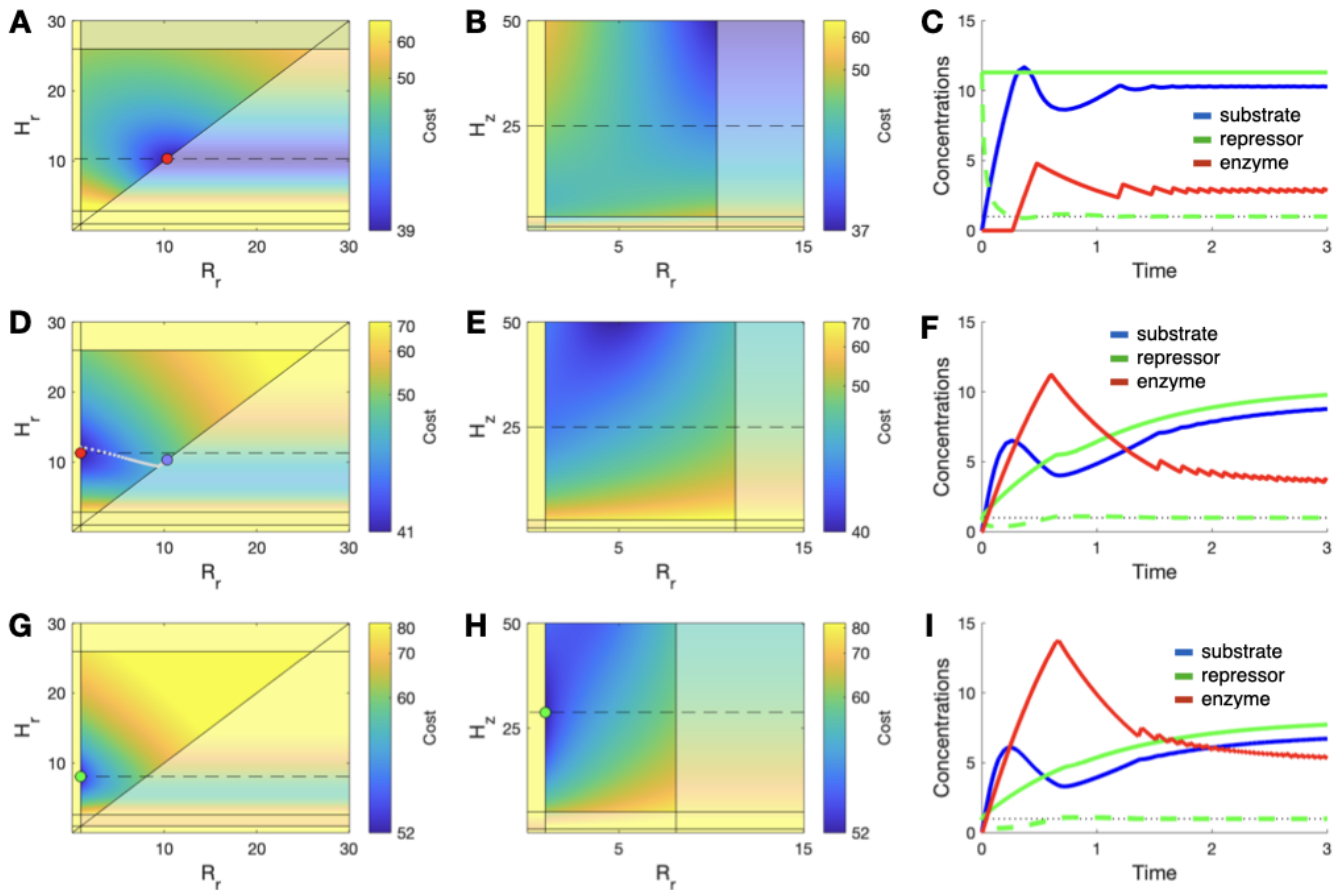 A
30
20
10
H_r
10
20
30
R_r
60
50
39
Cost
B
50
25
H_z
5
15
R_r
60
50
37
Cost
C
15
10
5
0
Concentrations
substrate
repressor
enzyme
0
1
2
3
Time
D
30
20
10
H_r
10
20
30
R_r
70
60
50
41
Cost
E
50
25
H_z
5
15
R_r
70
60
50
40
Cost
F
15
10
5
0
Concentrations
substrate
repressor
enzyme
0
1
2
3
Time
G
30
20
10
H_r
10
20
30
R_r
80
70
60
52
Cost
H
50
25
H_z
5
15
R_r
80
70
60
52
Cost
I
15
10
5
0
Concentrations
substrate
repressor
enzyme
0
1
2
3
Time